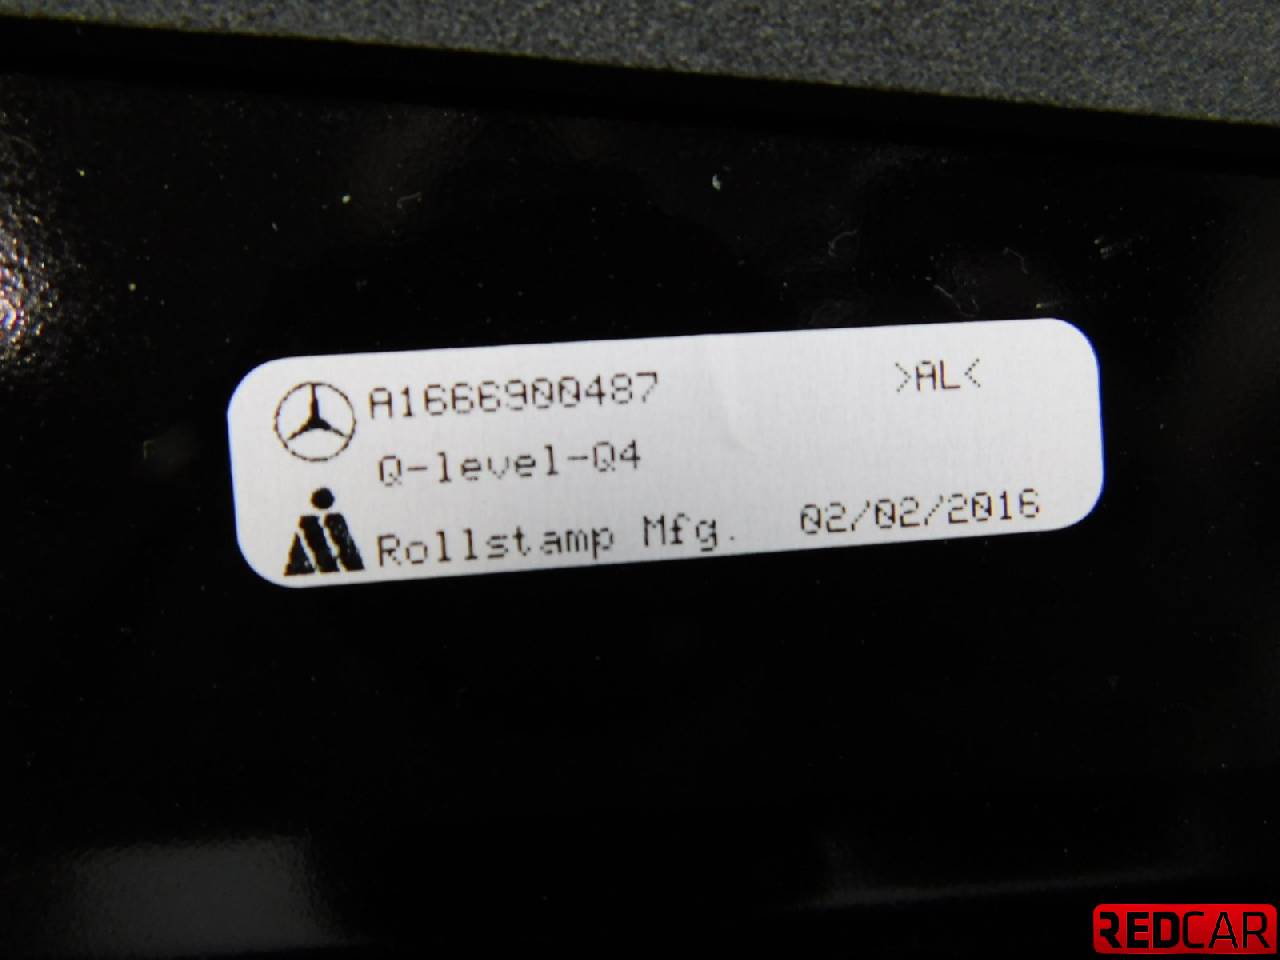 A1666900487 >AL<
Q-level-Q4
Rollstamp Mfg. 02/02/2016
REDCAR